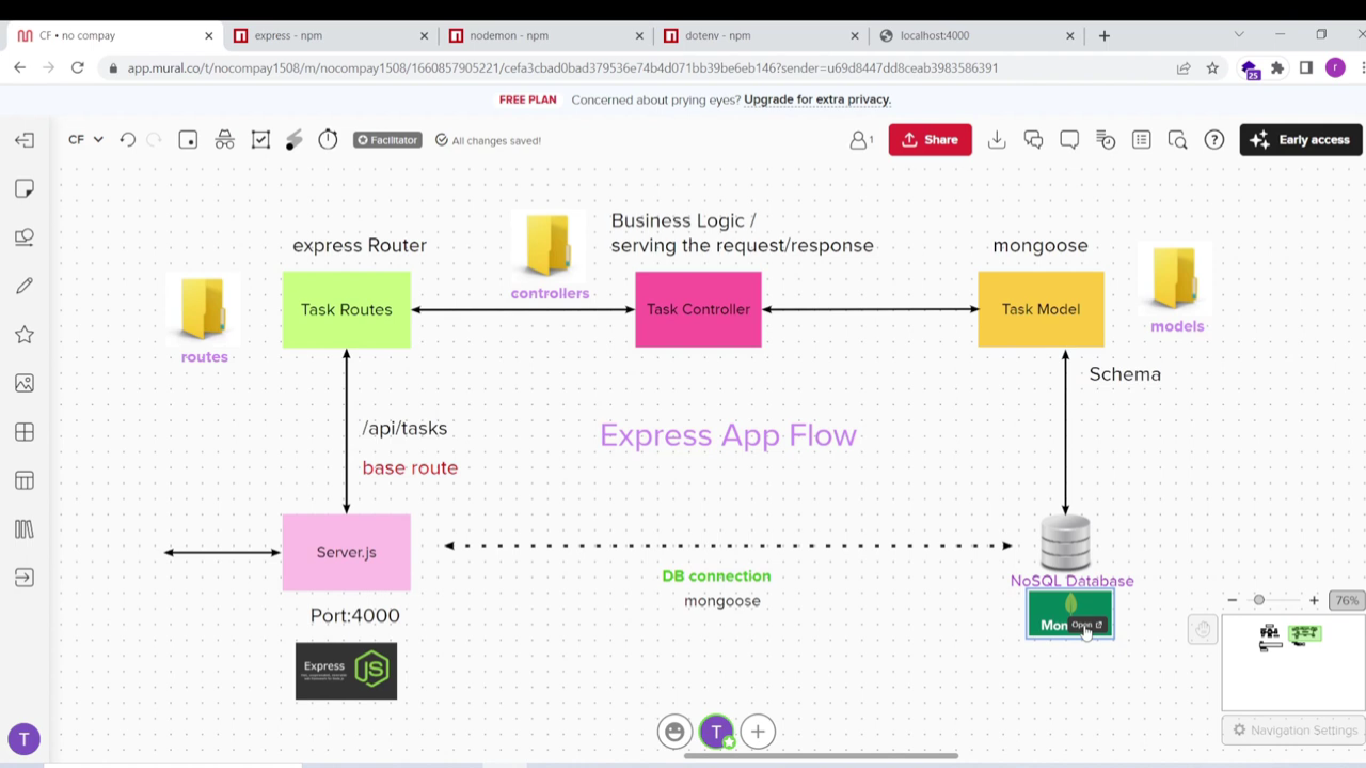 CF • no compay
express - npm
nodemon - npm
dotenv - npm
localhost:4000
app.mural.co/t/nocompay1508/m/nocompay1508/1660857905221/cefa3cbad0bad379536e74b4d071bb39be6eb146?sender=u69d8447dd8ceab3983586391
25
r
FREE PLAN Concerned about prying eyes? Upgrade for extra privacy.
CF
Facilitator
All changes saved!
1
Share
Early access
express Router
Business Logic /
serving the request/response
mongoose
controllers
Task Routes
Task Controller
Task Model
routes
models
Schema
/api/tasks
base route
Express App Flow
Server.js
DB connection
mongoose
NoSQL Database
Mon
Open
Port:4000
Express
JS
76%
Navigation Settings
T
T